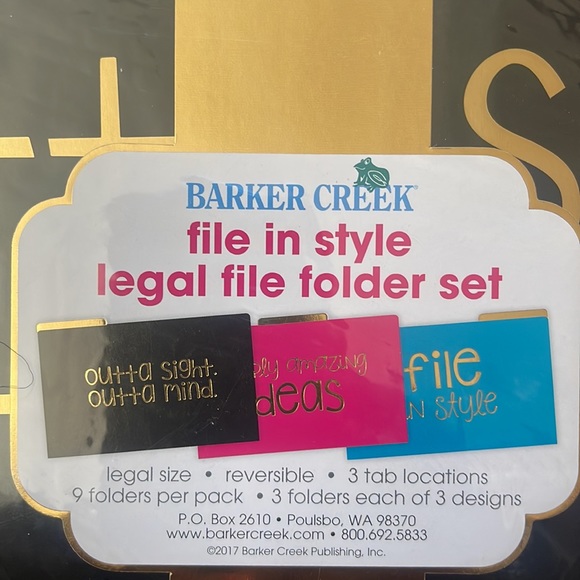 BARKER CREEK
file in style
legal file folder set
outta sight.
outta mind.
amazing
ideas
file
IN style
legal size • reversible • 3 tab locations
9 folders per pack • 3 folders each of 3 designs
P.O. Box 2610 • Poulsbo, WA 98370
www.barkercreek.com • 800.692.5833
©2017 Barker Creek Publishing, Inc.